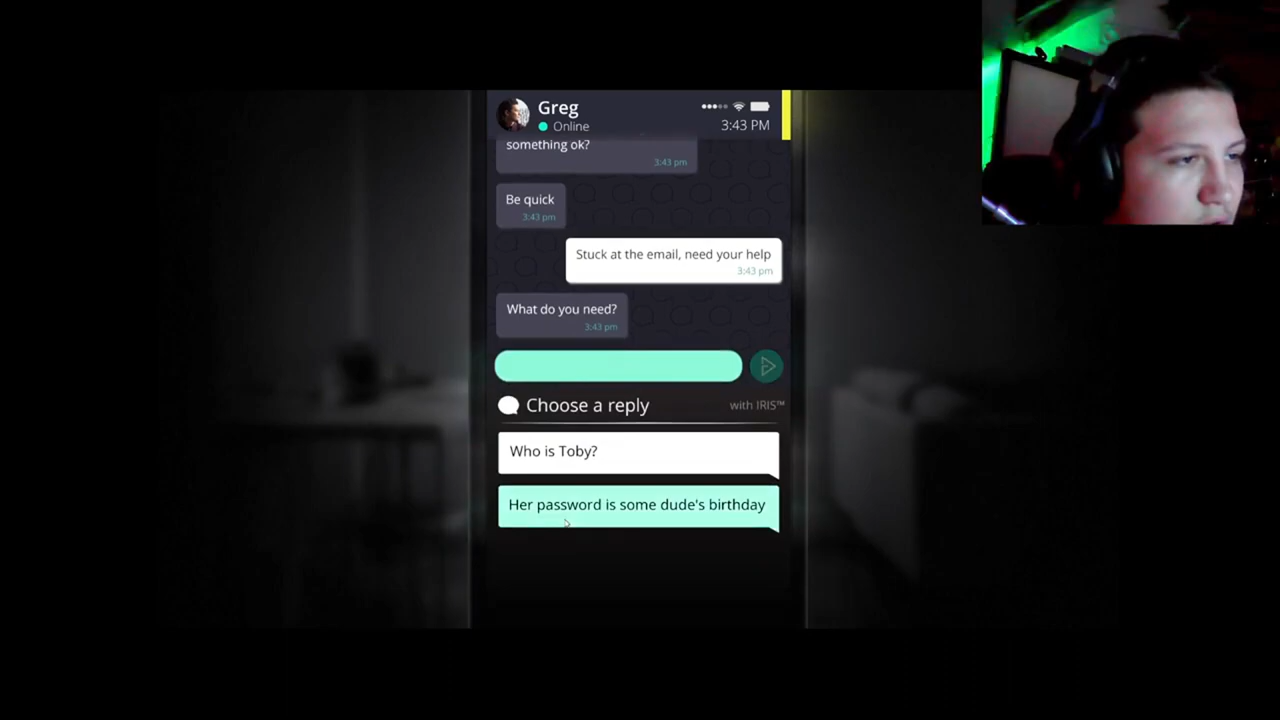 Greg
Online
3:43 PM
something ok?
3:43 pm
Be quick
3:43 pm
Stuck at the email, need your help
3:43 pm
What do you need?
3:43 pm
Choose a reply
with IRIS™
Who is Toby?
Her password is some dude's birthday